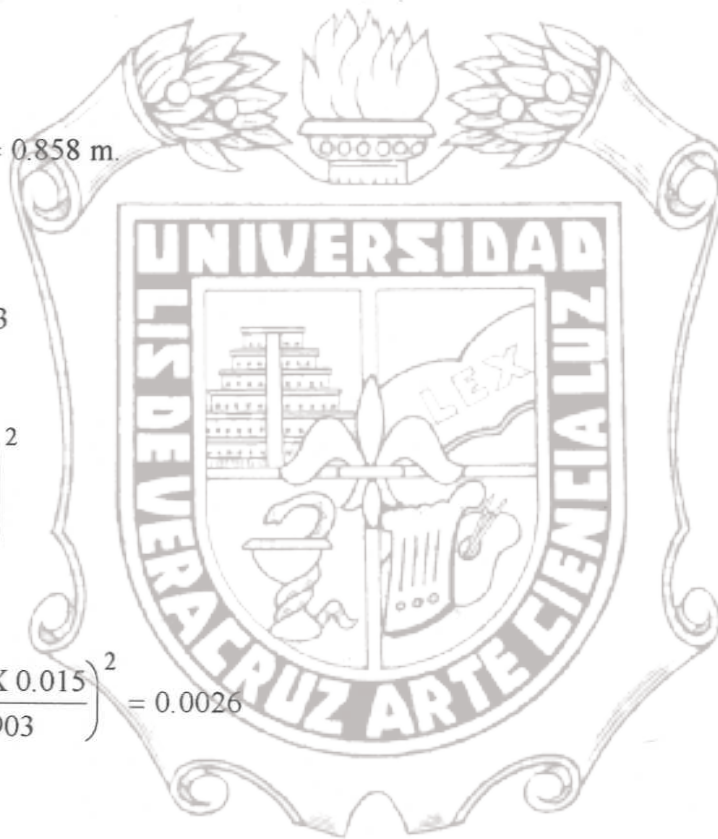 = 0.858 m.
UNIVERSIDAD
LIS DE VERACRUZ ARTE CIENCIA LUZ
LEX
3
2
X 0.015
903
2
= 0.0026